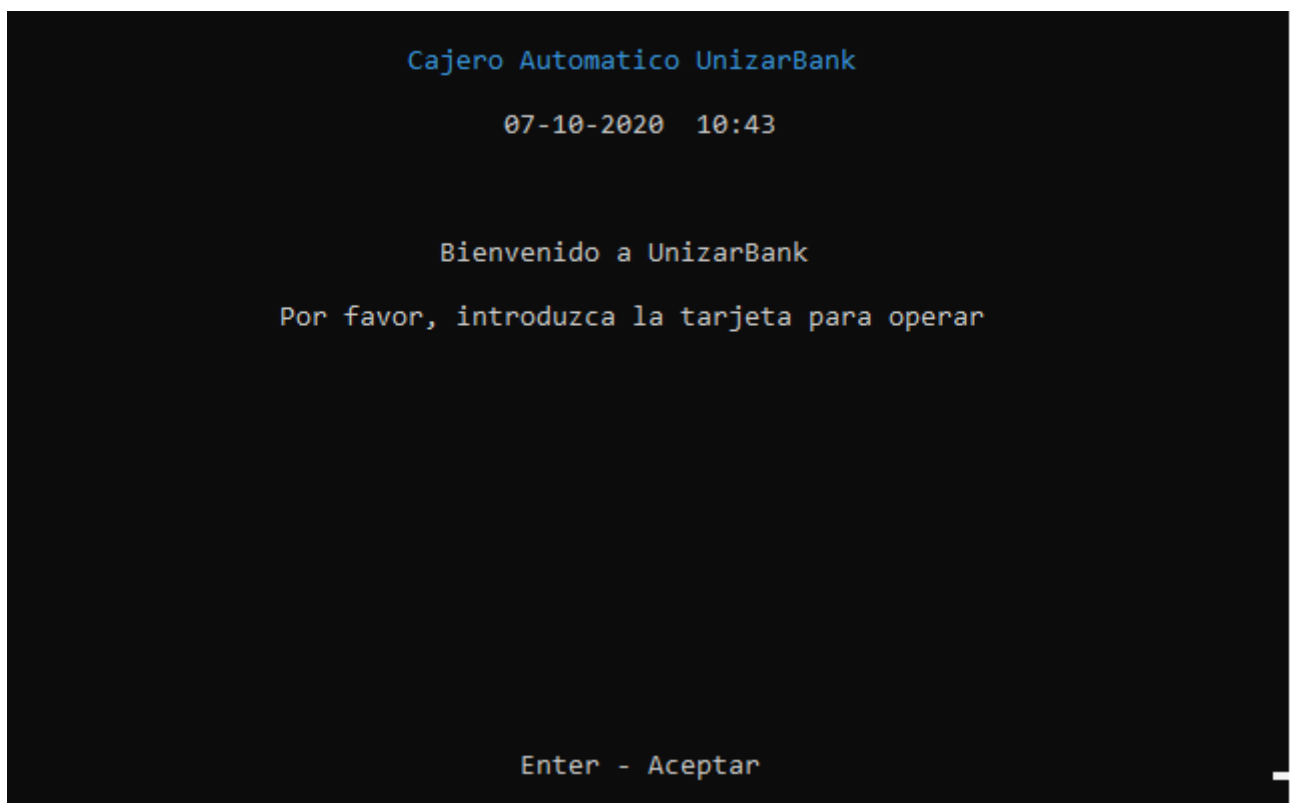 Cajero Automatico UnizarBank
07-10-2020  10:43
Bienvenido a UnizarBank
Por favor, introduzca la tarjeta para operar
Enter - Aceptar